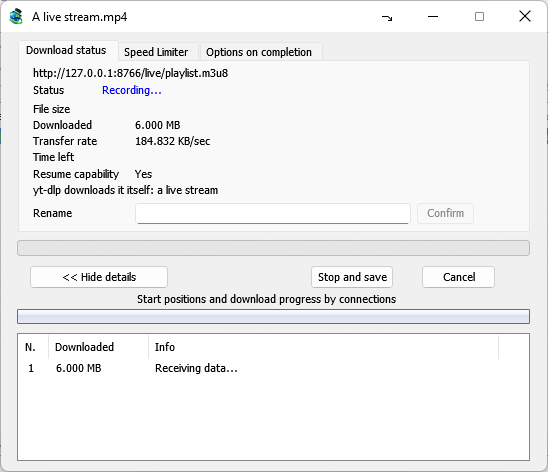 A live stream.mp4
Download status
Speed Limiter
Options on completion
http://127.0.0.1:8766/live/playlist.m3u8
Status Recording...
File size
Downloaded 6.000 MB
Transfer rate 184.832 KB/sec
Time left
Resume capability Yes
yt-dlp downloads it itself: a live stream
Rename Confirm
<< Hide details Stop and save Cancel
Start positions and download progress by connections
N. Downloaded Info
1 6.000 MB Receiving data...